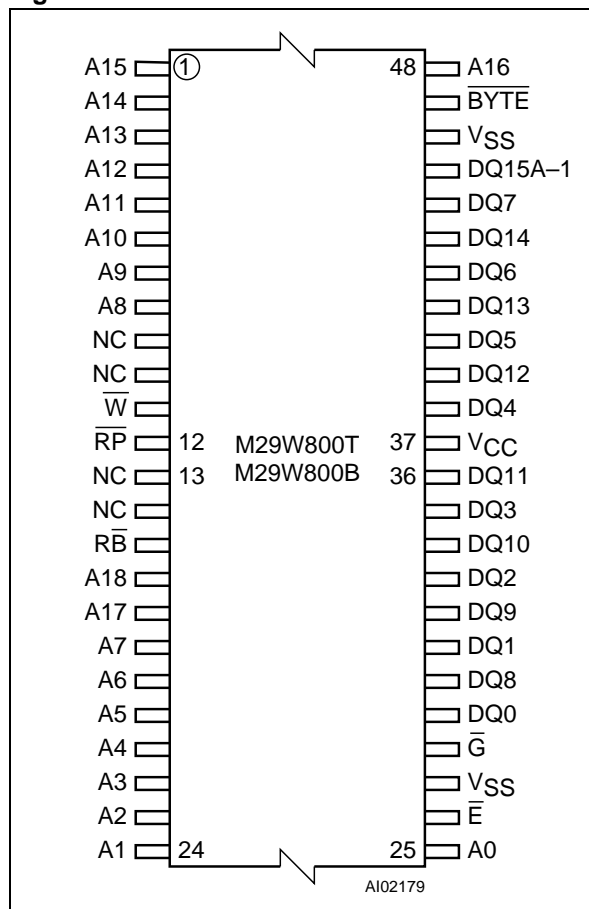 A15 1 48 A16
A14 B̅Y̅T̅E̅
A13 VSS
A12 DQ15A–1
A11 DQ7
A10 DQ14
A9 DQ6
A8 DQ13
NC DQ5
NC DQ12
W̅ DQ4
R̅P̅ 12 M29W800T 37 VCC
NC 13 M29W800B 36 DQ11
NC DQ3
RB̅ DQ10
A18 DQ2
A17 DQ9
A7 DQ1
A6 DQ8
A5 DQ0
A4 G̅
A3 VSS
A2 E̅
A1 24 25 A0
AI02179